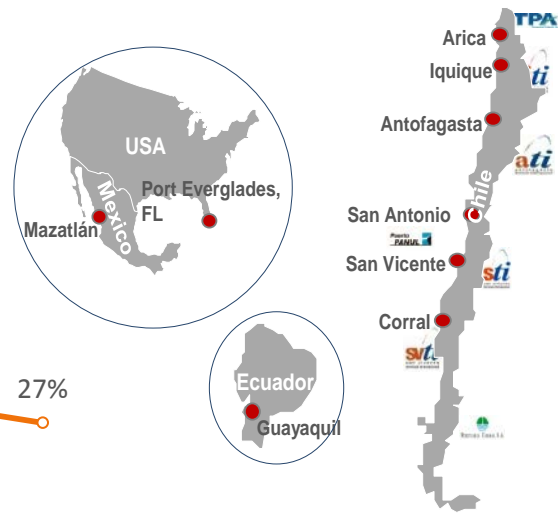 TPA
Arica
Iquique
iti
Antofagasta
ati
USA
Mexico
Port Everglades,
FL
Mazatlán
Chile
San Antonio
Puerto
PANUL
San Vicente
sti
Corral
svti
Ecuador
Guayaquil
27%